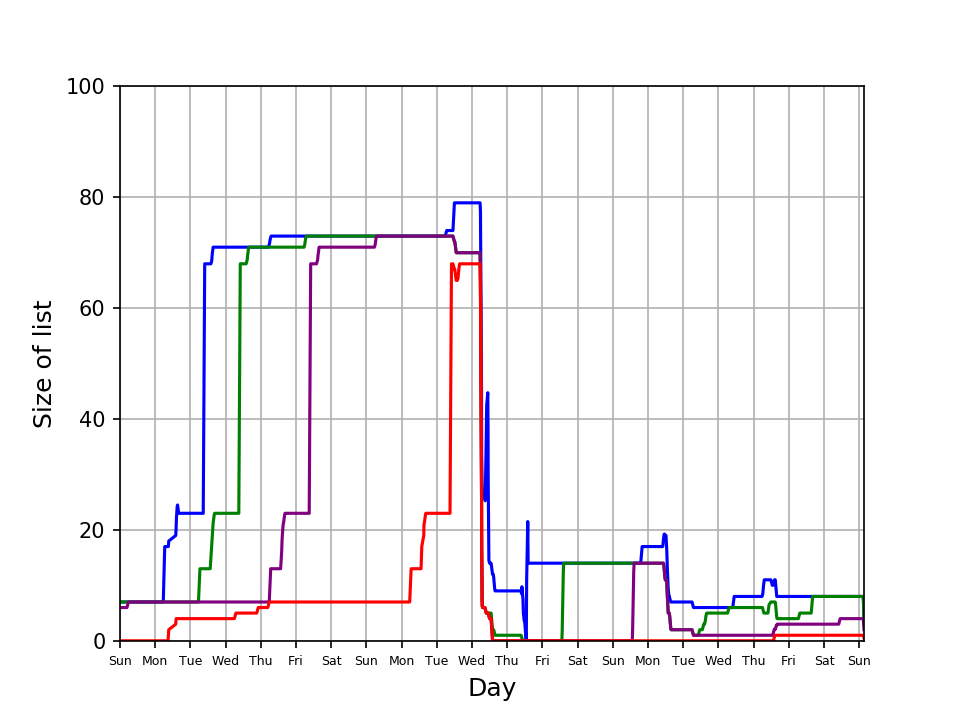 100
80
60
40
20
0
Size of list
Sun Mon Tue Wed Thu Fri Sat Sun Mon Tue Wed Thu Fri Sat Sun Mon Tue Wed Thu Fri Sat Sun
Day